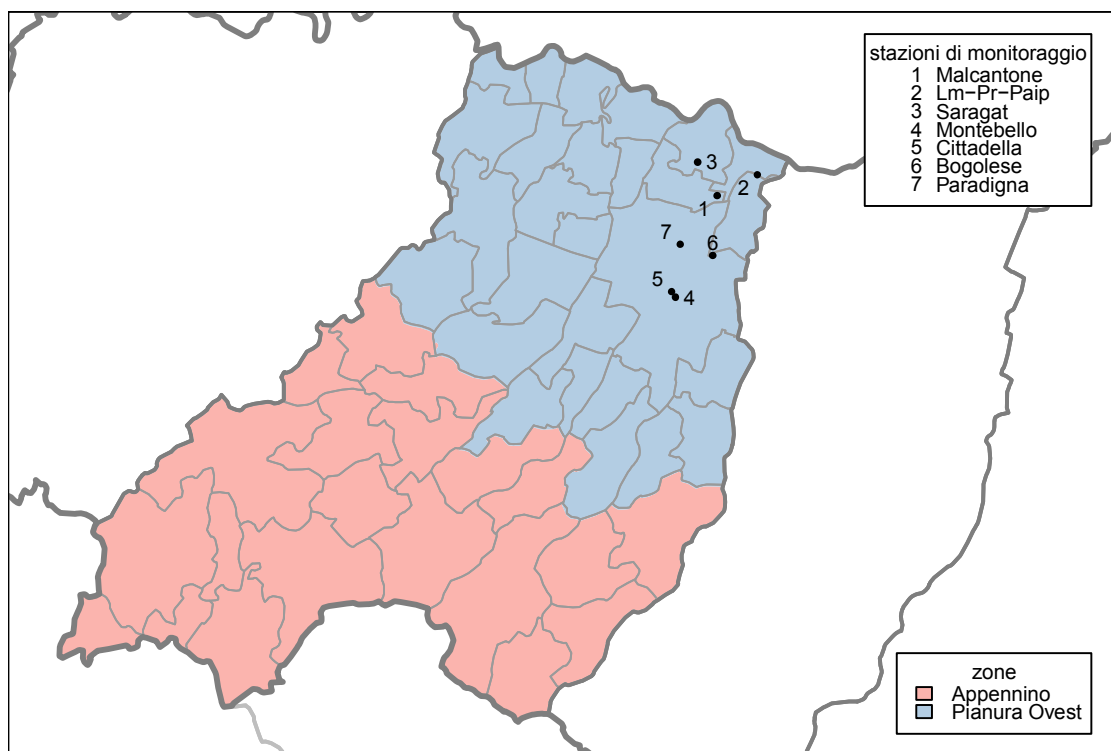 stazioni di monitoraggio
1 Malcantone
2 Lm−Pr−Paip
3 Saragat
4 Montebello
5 Cittadella
6 Bogolese
7 Paradigna
3
2
1
7
6
5
4
zone
Appennino
Pianura Ovest